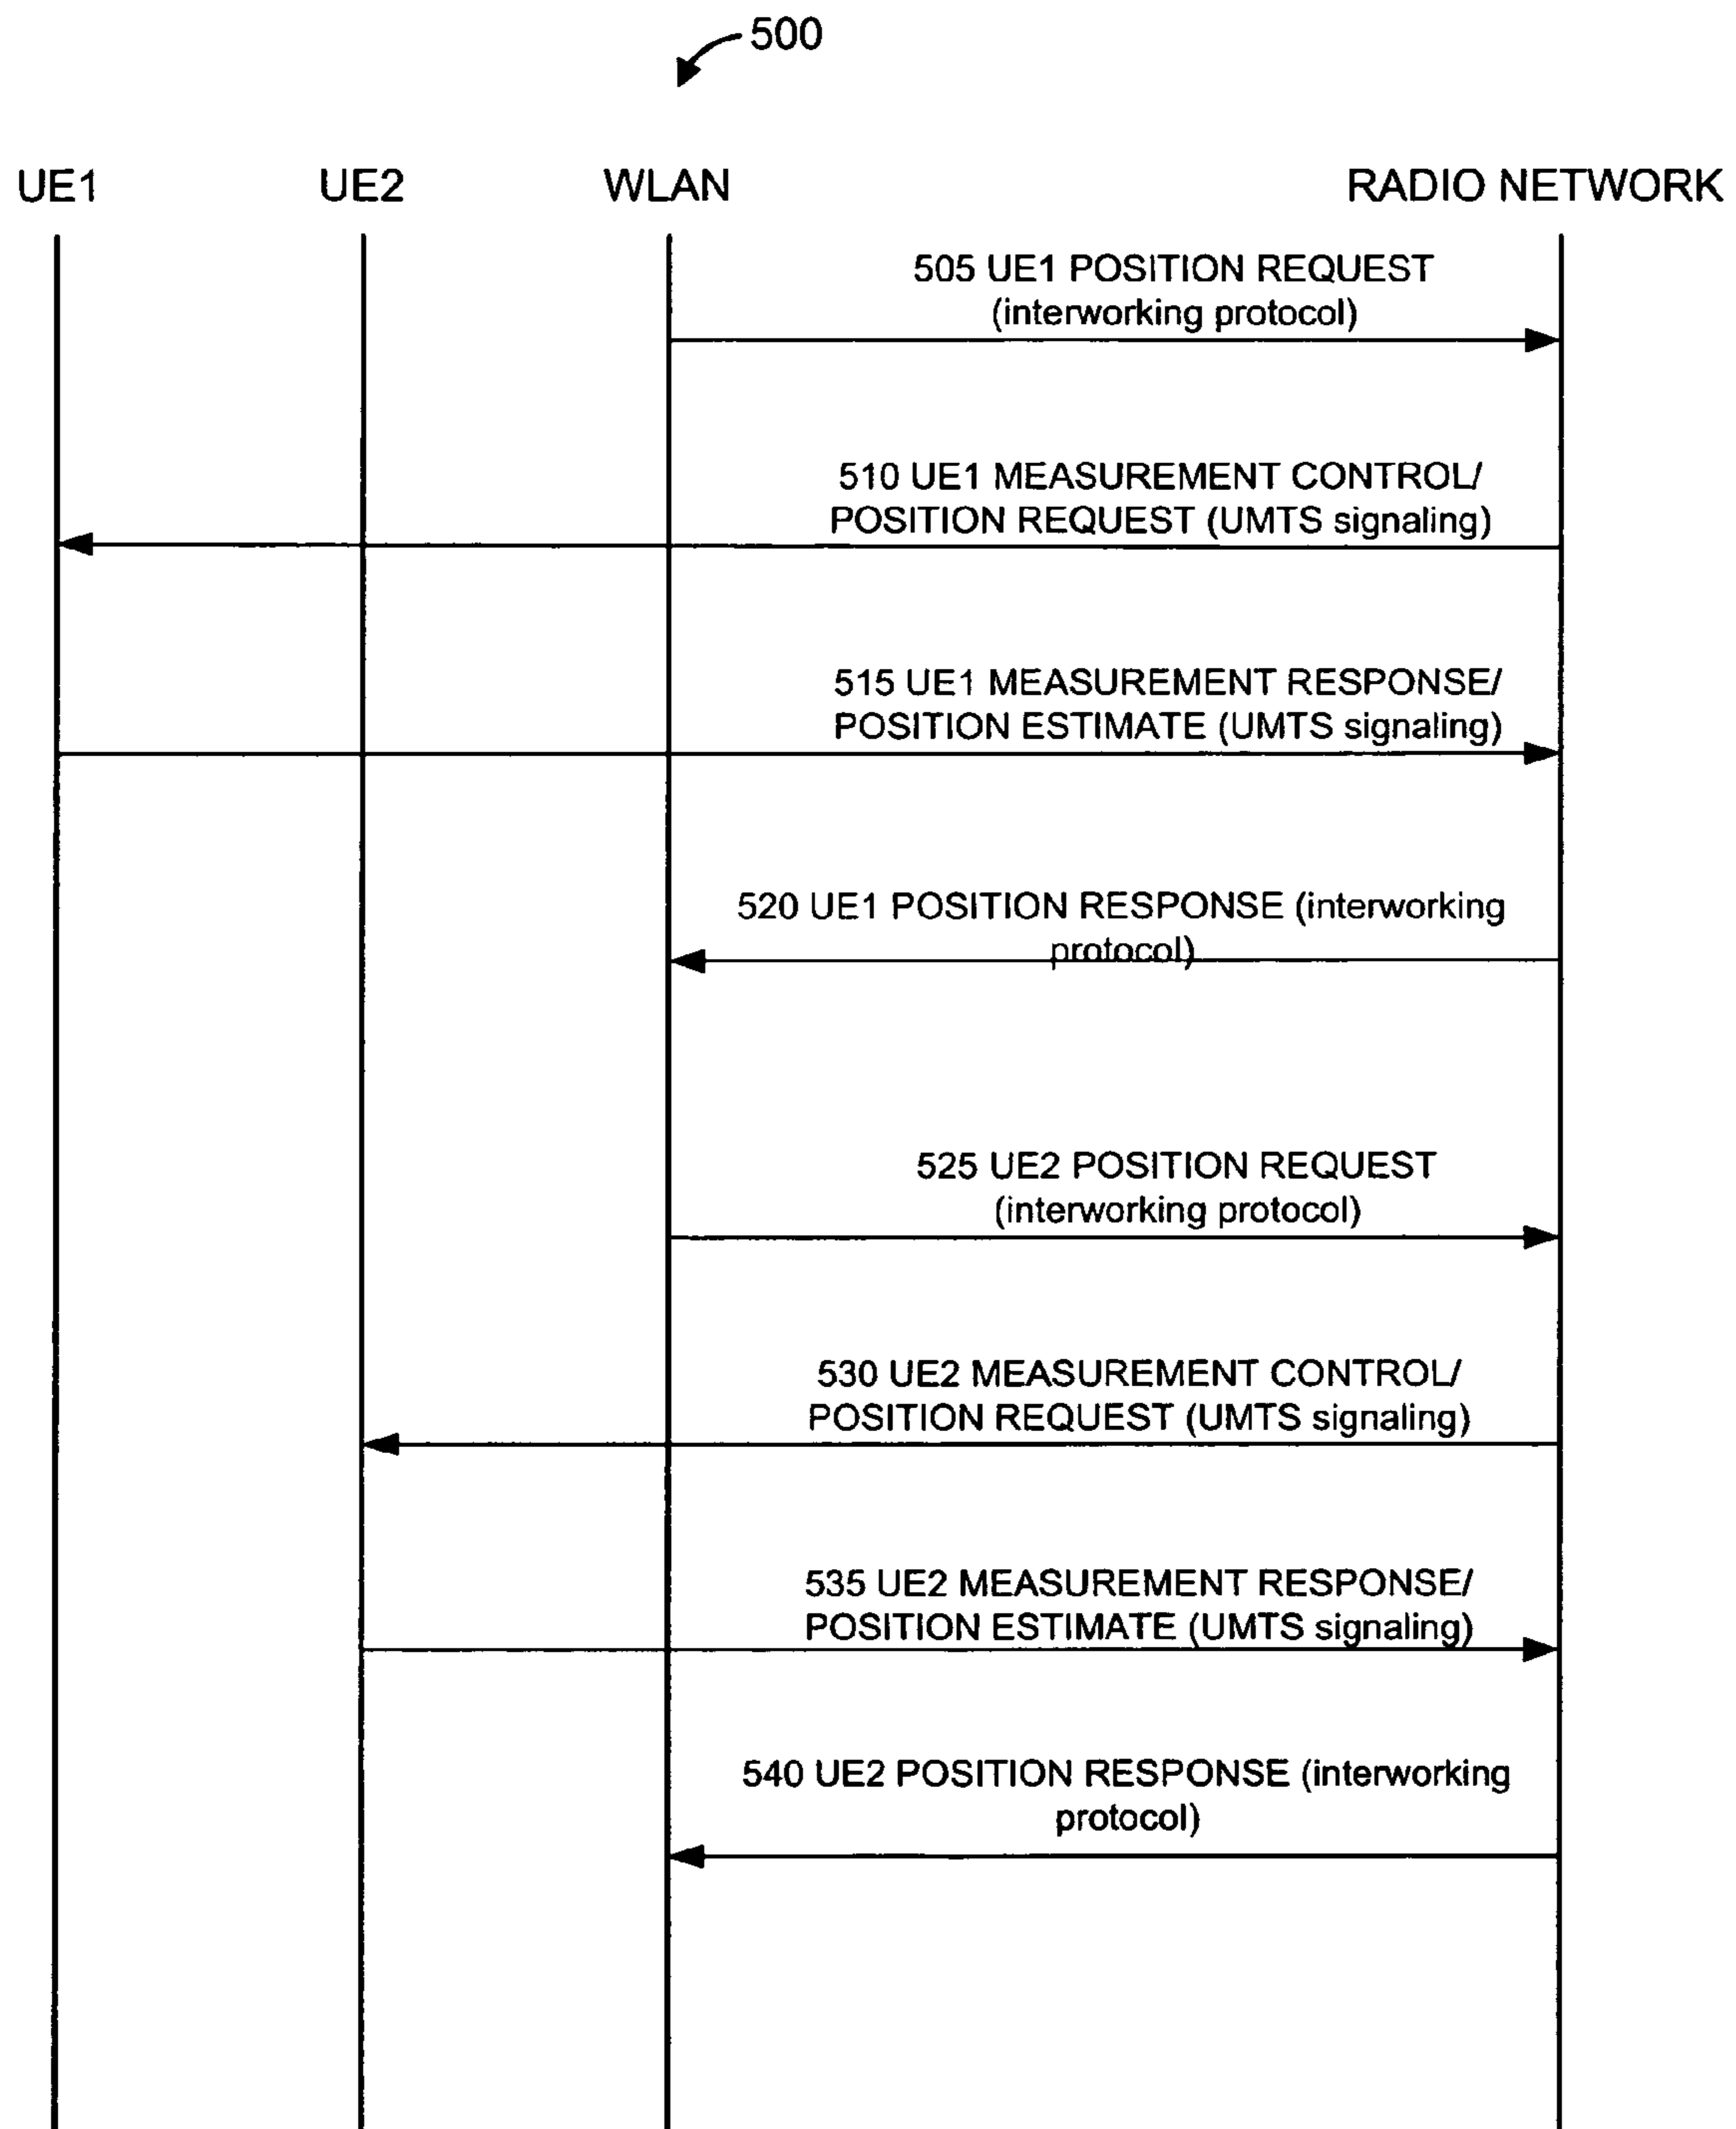 500
UE1
UE2
WLAN
RADIO NETWORK
505 UE1 POSITION REQUEST
(interworking protocol)
510 UE1 MEASUREMENT CONTROL/
POSITION REQUEST (UMTS signaling)
515 UE1 MEASUREMENT RESPONSE/
POSITION ESTIMATE (UMTS signaling)
520 UE1 POSITION RESPONSE (interworking
protocol)
525 UE2 POSITION REQUEST
(interworking protocol)
530 UE2 MEASUREMENT CONTROL/
POSITION REQUEST (UMTS signaling)
535 UE2 MEASUREMENT RESPONSE/
POSITION ESTIMATE (UMTS signaling)
540 UE2 POSITION RESPONSE (interworking
protocol)